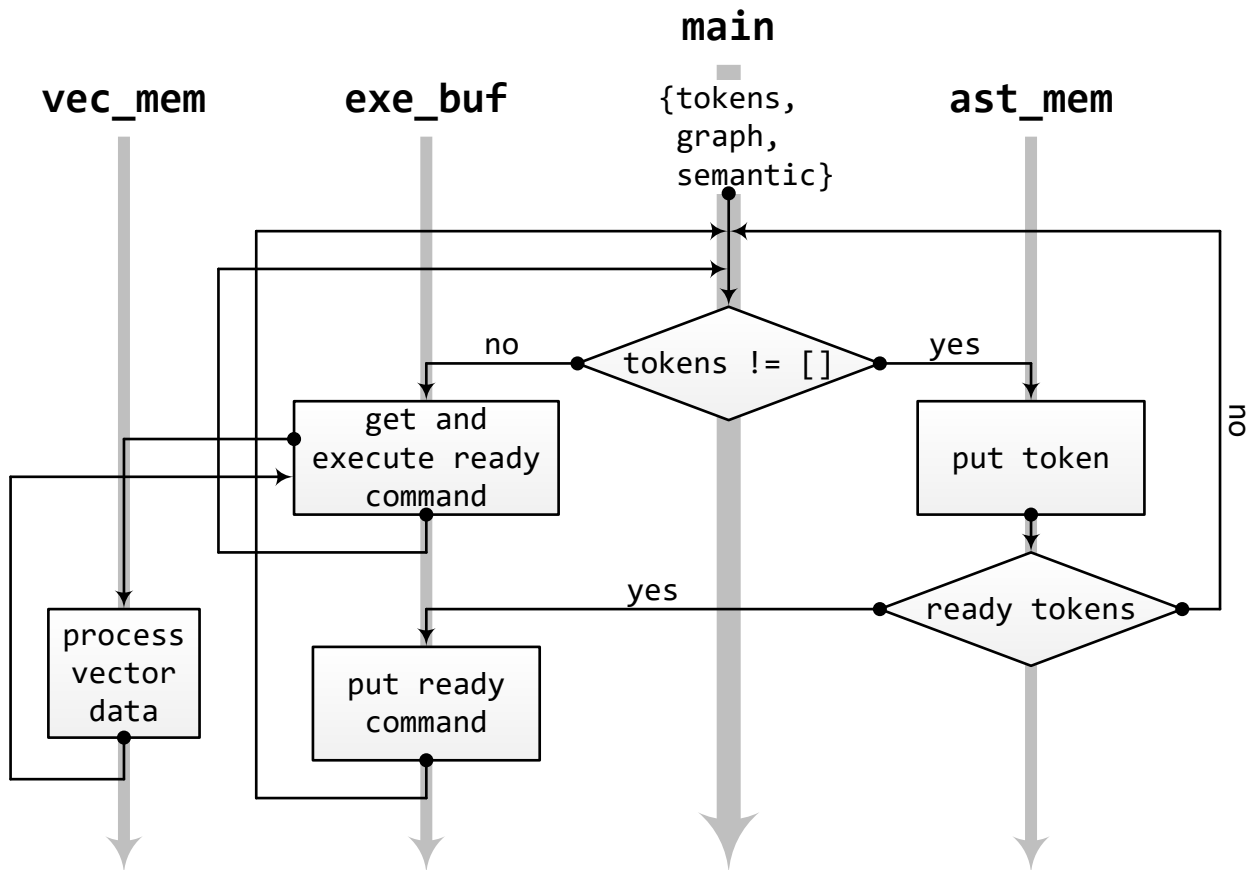 main
vec_mem
exe_buf
{tokens,
graph,
semantic}
ast_mem
no
tokens != []
yes
get and
execute ready
command
put token
no
yes
ready tokens
process
vector
data
put ready
command